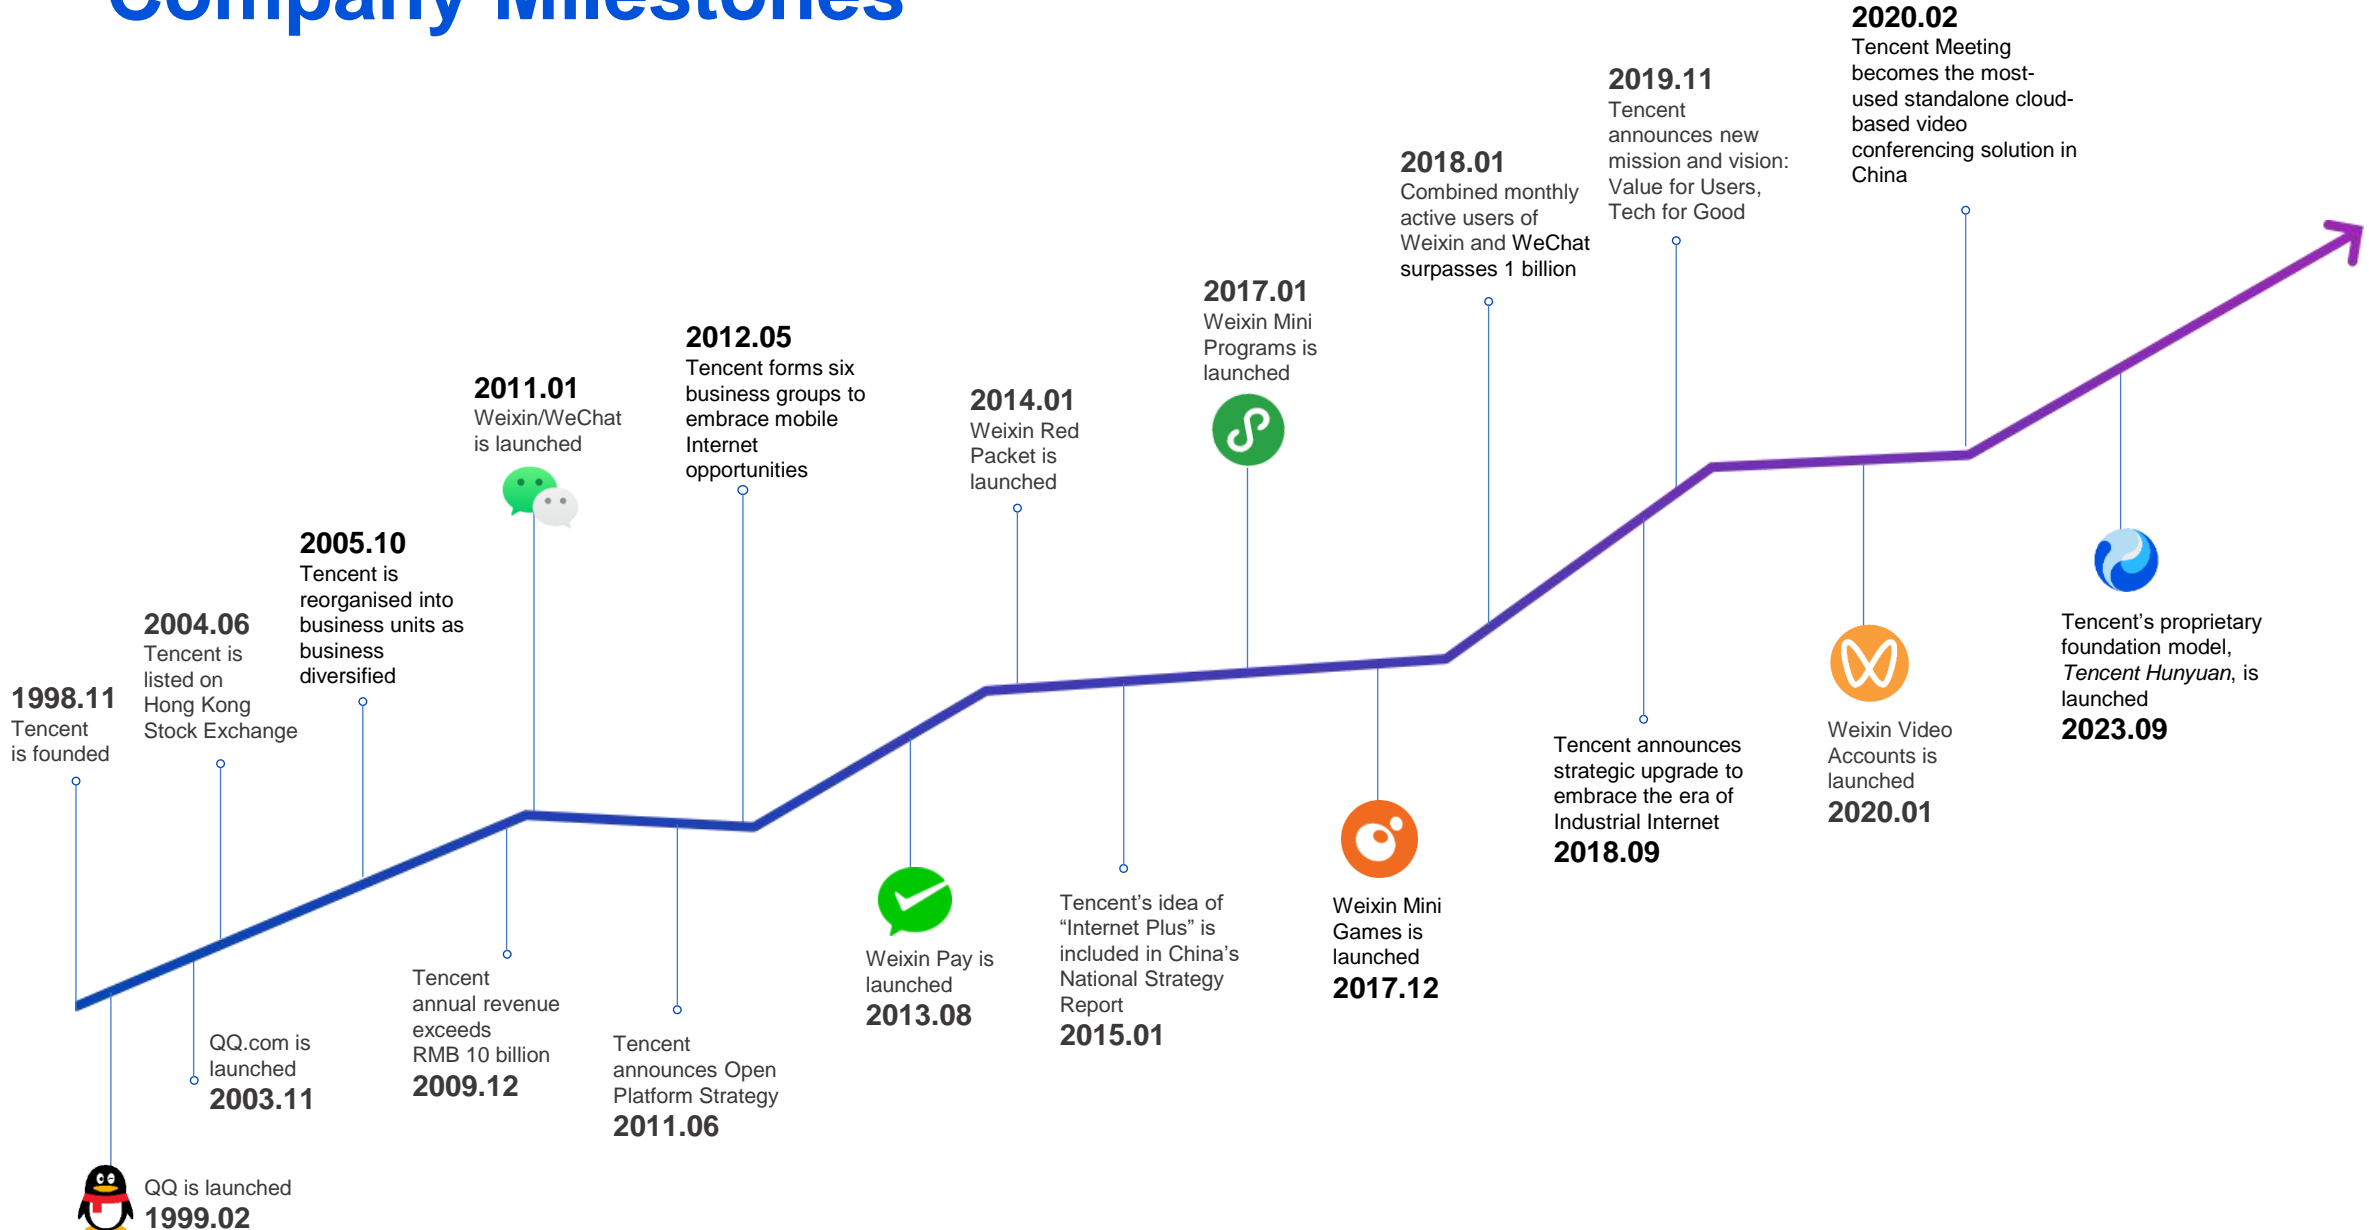 Company Milestones
1998.11
Tencent
is founded
QQ is launched
1999.02
QQ.com is
launched
2003.11
2004.06
Tencent is
listed on
Hong Kong
Stock Exchange
2005.10
Tencent is
reorganised into
business units as
business
diversified
Tencent
annual revenue
exceeds
RMB 10 billion
2009.12
2011.01
Weixin/WeChat
is launched
Tencent
announces Open
Platform Strategy
2011.06
2012.05
Tencent forms six
business groups to
embrace mobile
Internet
opportunities
Weixin Pay is
launched
2013.08
2014.01
Weixin Red
Packet is
launched
Tencent’s idea of
“Internet Plus” is
included in China’s
National Strategy
Report
2015.01
2017.01
Weixin Mini
Programs is
launched
Weixin Mini
Games is
launched
2017.12
2018.01
Combined monthly
active users of
Weixin and WeChat
surpasses 1 billion
Tencent announces
strategic upgrade to
embrace the era of
Industrial Internet
2018.09
2019.11
Tencent
announces new
mission and vision:
Value for Users,
Tech for Good
Weixin Video
Accounts is
launched
2020.01
2020.02
Tencent Meeting
becomes the most-
used standalone cloud-
based video
conferencing solution in
China
Tencent’s proprietary
foundation model,
Tencent Hunyuan, is
launched
2023.09